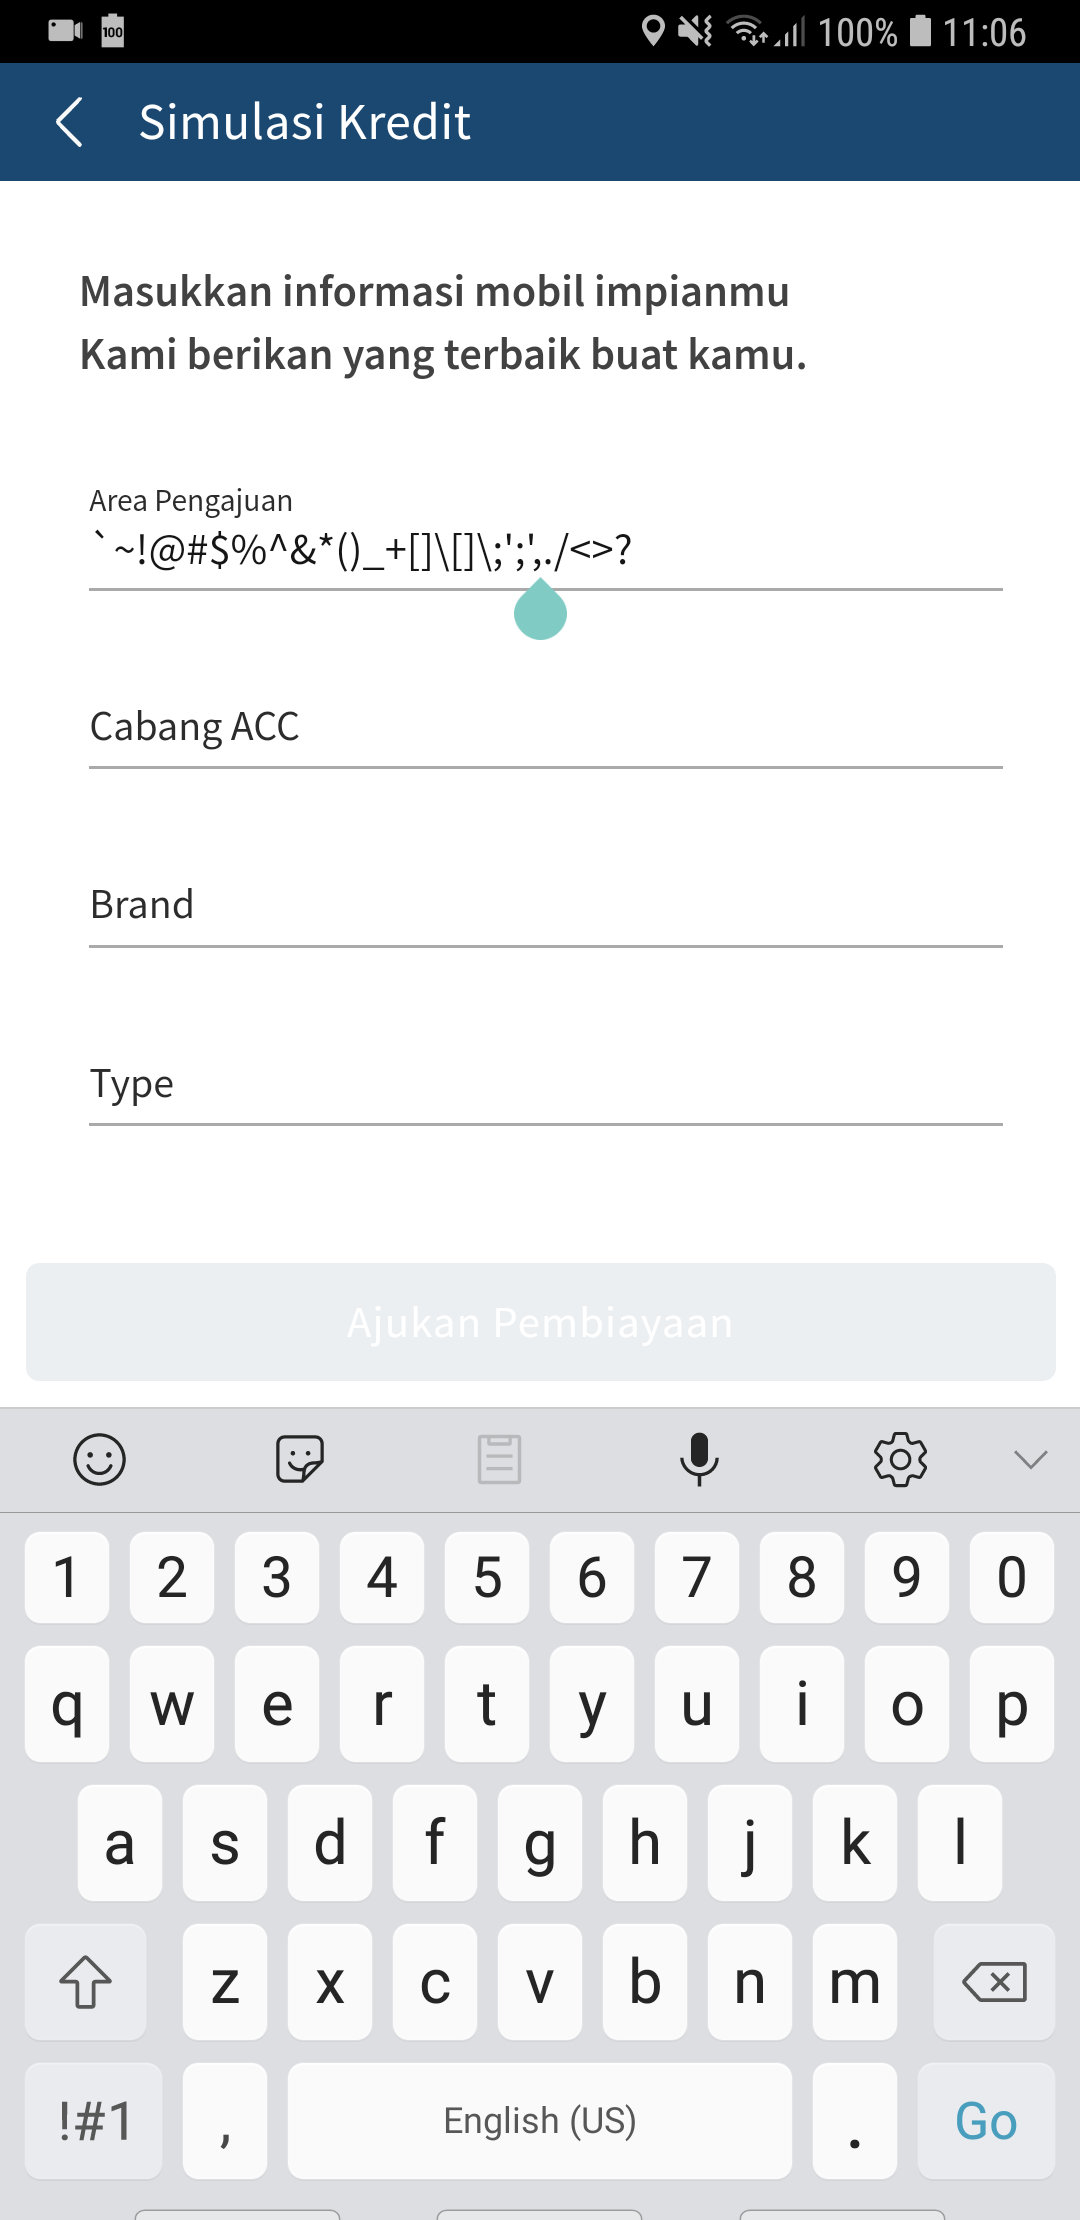 100 100% 11:06
Simulasi Kredit
Masukkan informasi mobil impianmu
Kami berikan yang terbaik buat kamu.
Area Pengajuan
`~!@#$%^&*()_+[]\[]\;';',./<>?
Cabang ACC
Brand
Type
Ajukan Pembiayaan
1 2 3 4 5 6 7 8 9 0
q w e r t y u i o p
a s d f g h j k l
z x c v b n m
!#1 , English (US) . Go